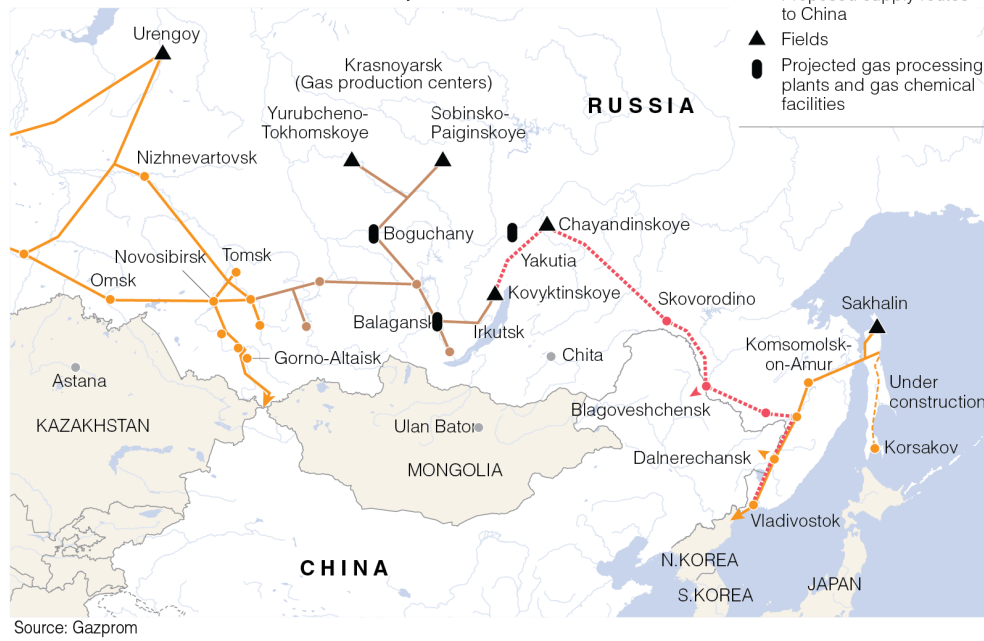 to China
Fields
Projected gas processing
plants and gas chemical
facilities
Urengoy
Krasnoyarsk
(Gas production centers)
RUSSIA
Yurubcheno-
Tokhomskoye
Sobinsko-
Paiginskoye
Nizhnevartovsk
Boguchany
Chayandinskoye
Novosibirsk
Tomsk
Yakutia
Omsk
Kovyktinskoye
Skovorodino
Sakhalin
Balagansk
Irkutsk
Komsomolsk-
on-Amur
Gorno-Altaisk
Chita
Astana
Under
construction
Blagoveshchensk
KAZAKHSTAN
Ulan Bator
Korsakov
MONGOLIA
Dalnerechansk
Vladivostok
CHINA
N.KOREA
JAPAN
S.KOREA
Source: Gazprom